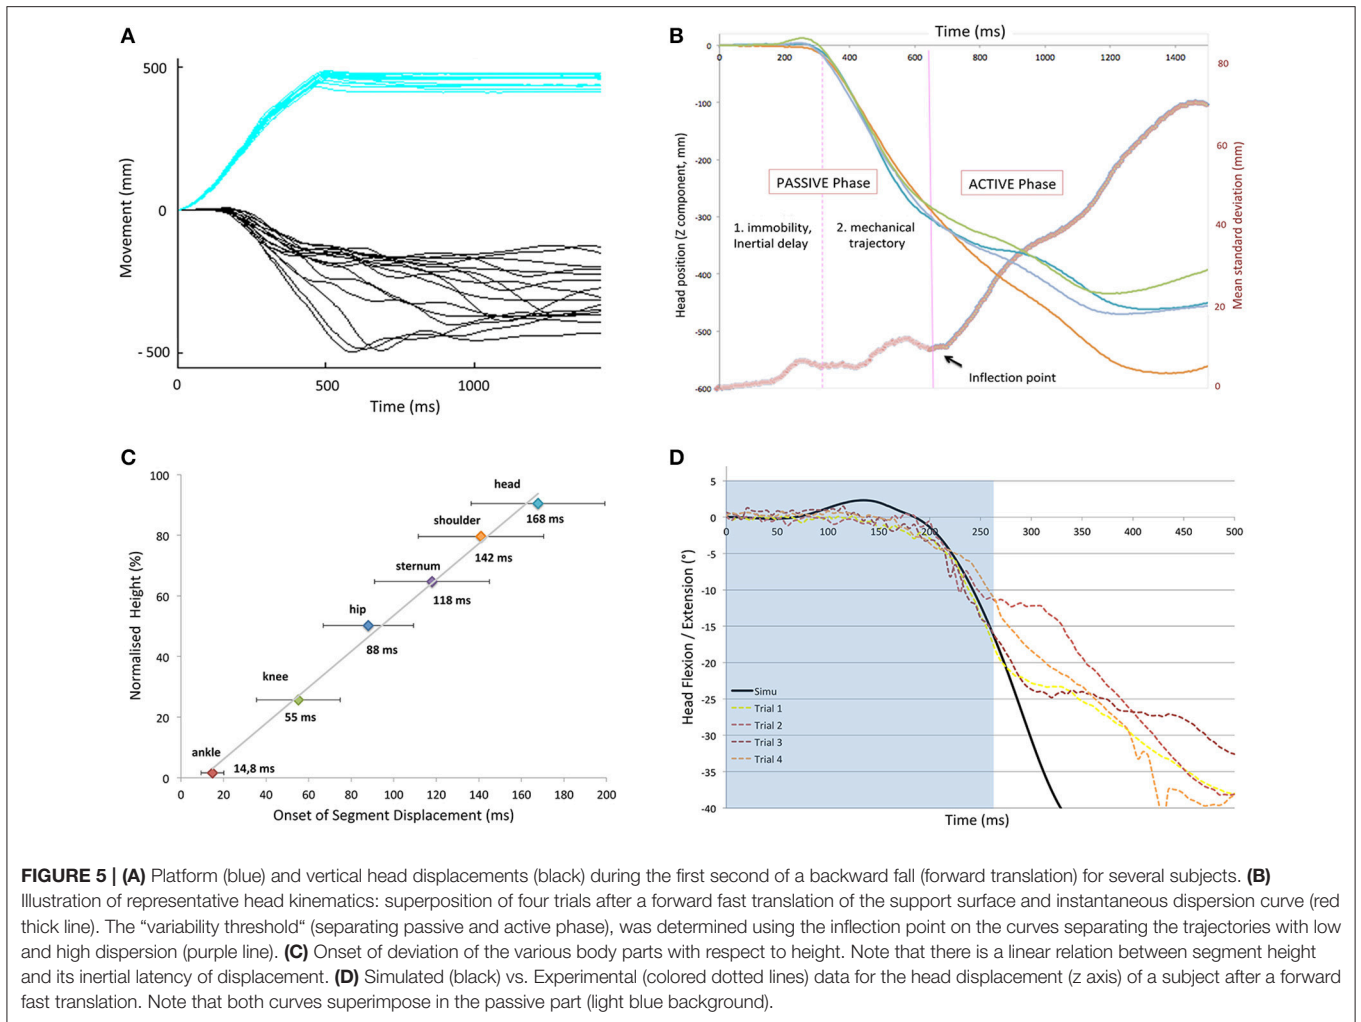 A
500
0
- 500
Movement (mm)
0
500
1000
Time (ms)
B
Time (ms)
0
-100
-200
-300
-400
-500
-600
0
200
400
600
800
1000
1200
1400
80
60
40
20
0
Head position (Z component, mm)
Mean standard deviation (mm)
PASSIVE Phase
ACTIVE Phase
1. immobility,
Inertial delay
2. mechanical
trajectory
Inflection point
C
100
80
60
40
20
0
Normalised Height (%)
head
168 ms
shoulder
142 ms
sternum
118 ms
hip
88 ms
knee
55 ms
ankle
14,8 ms
0
20
40
60
80
100
120
140
160
180
200
Onset of Segment Displacement (ms)
D
5
0
-5
-10
-15
-20
-25
-30
-35
-40
Head Flexion / Extension (°)
0
50
100
150
200
250
300
350
400
450
500
Simu
Trial 1
Trial 2
Trial 3
Trial 4
Time (ms)
FIGURE 5 | (A) Platform (blue) and vertical head displacements (black) during the first second of a backward fall (forward translation) for several subjects. (B)
Illustration of representative head kinematics: superposition of four trials after a forward fast translation of the support surface and instantaneous dispersion curve (red
thick line). The “variability threshold“ (separating passive and active phase), was determined using the inflection point on the curves separating the trajectories with low
and high dispersion (purple line). (C) Onset of deviation of the various body parts with respect to height. Note that there is a linear relation between segment height
and its inertial latency of displacement. (D) Simulated (black) vs. Experimental (colored dotted lines) data for the head displacement (z axis) of a subject after a forward
fast translation. Note that both curves superimpose in the passive part (light blue background).